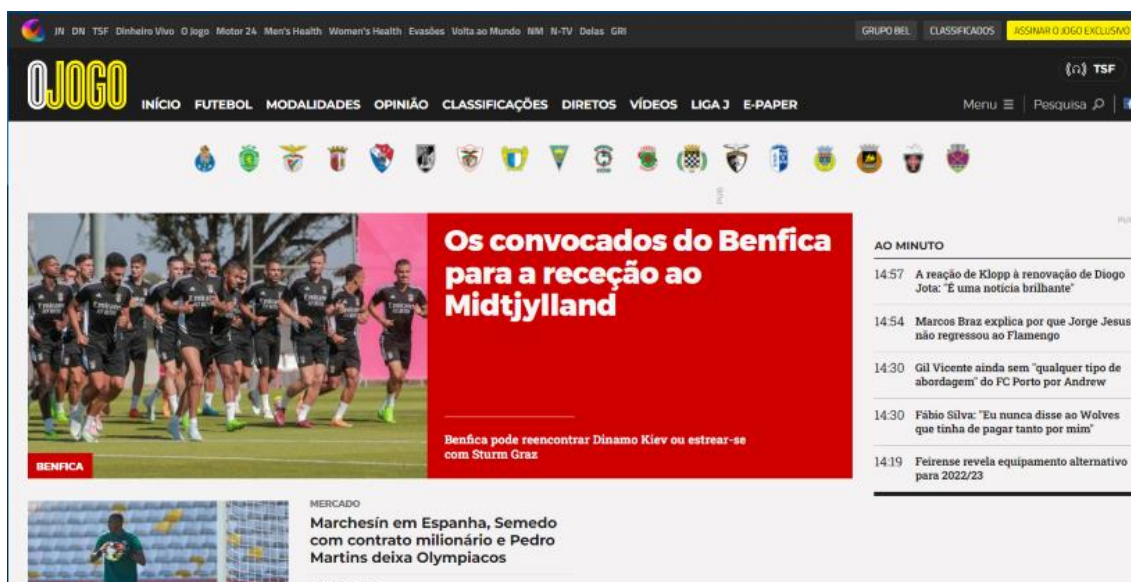 JN DN TSF Dinheiro Vivo O Jogo Motor 24 Men's Health Women's Health Evasões Volta ao Mundo NM N-TV Delas GRI
GRUPO BEL CLASSIFICADOS ASSINAR O JOGO EXCLUSIVO
TSF
OJOGO
INÍCIO FUTEBOL MODALIDADES OPINIÃO CLASSIFICAÇÕES DIRETOS VÍDEOS LIGA J E-PAPER
Menu Pesquisa
PUB
Os convocados do Benfica
para a receção ao
Midtjylland
Benfica pode reencontrar Dinamo Kiev ou estrear-se
com Sturm Graz
BENFICA
AO MINUTO
14:57 A reação de Klopp à renovação de Diogo
Jota: "É uma notícia brilhante"
14:54 Marcos Braz explica por que Jorge Jesus
não regressou ao Flamengo
14:30 Gil Vicente ainda sem "qualquer tipo de
abordagem" do FC Porto por Andrew
14:30 Fábio Silva: "Eu nunca disse ao Wolves
que tinha de pagar tanto por mim"
14:19 Feirense revela equipamento alternativo
para 2022/23
MERCADO
Marchesín em Espanha, Semedo
com contrato milionário e Pedro
Martins deixa Olympiacos